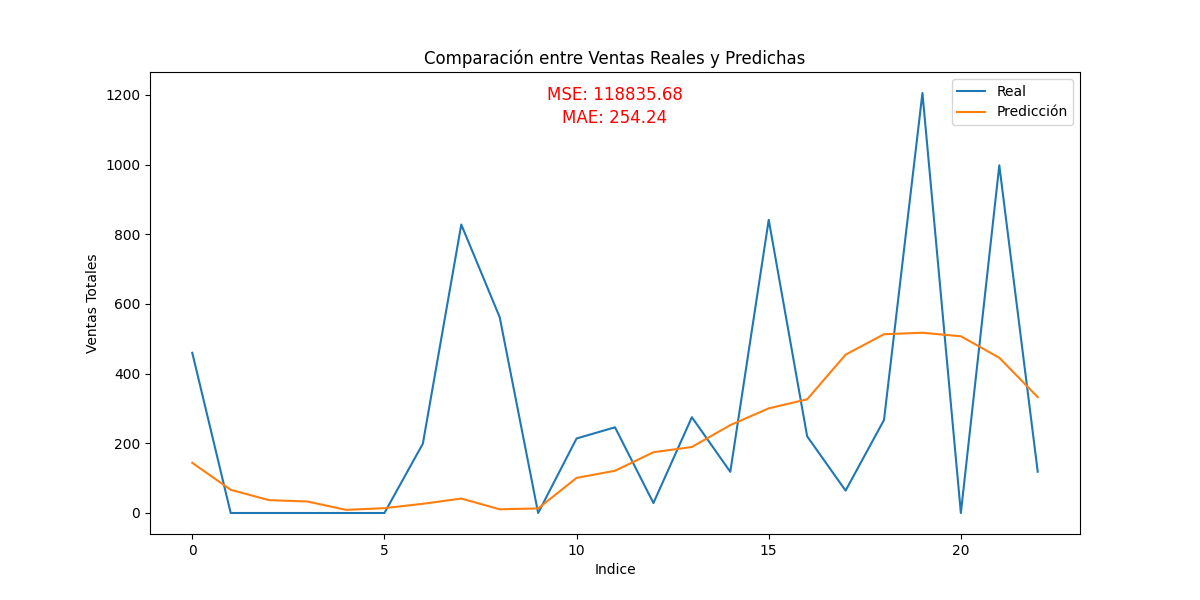 Comparación entre Ventas Reales y Predichas
MSE: 118835.68
MAE: 254.24
Real
Predicción
Ventas Totales
1200
1000
800
600
400
200
0
0 5 10 15 20
Indice